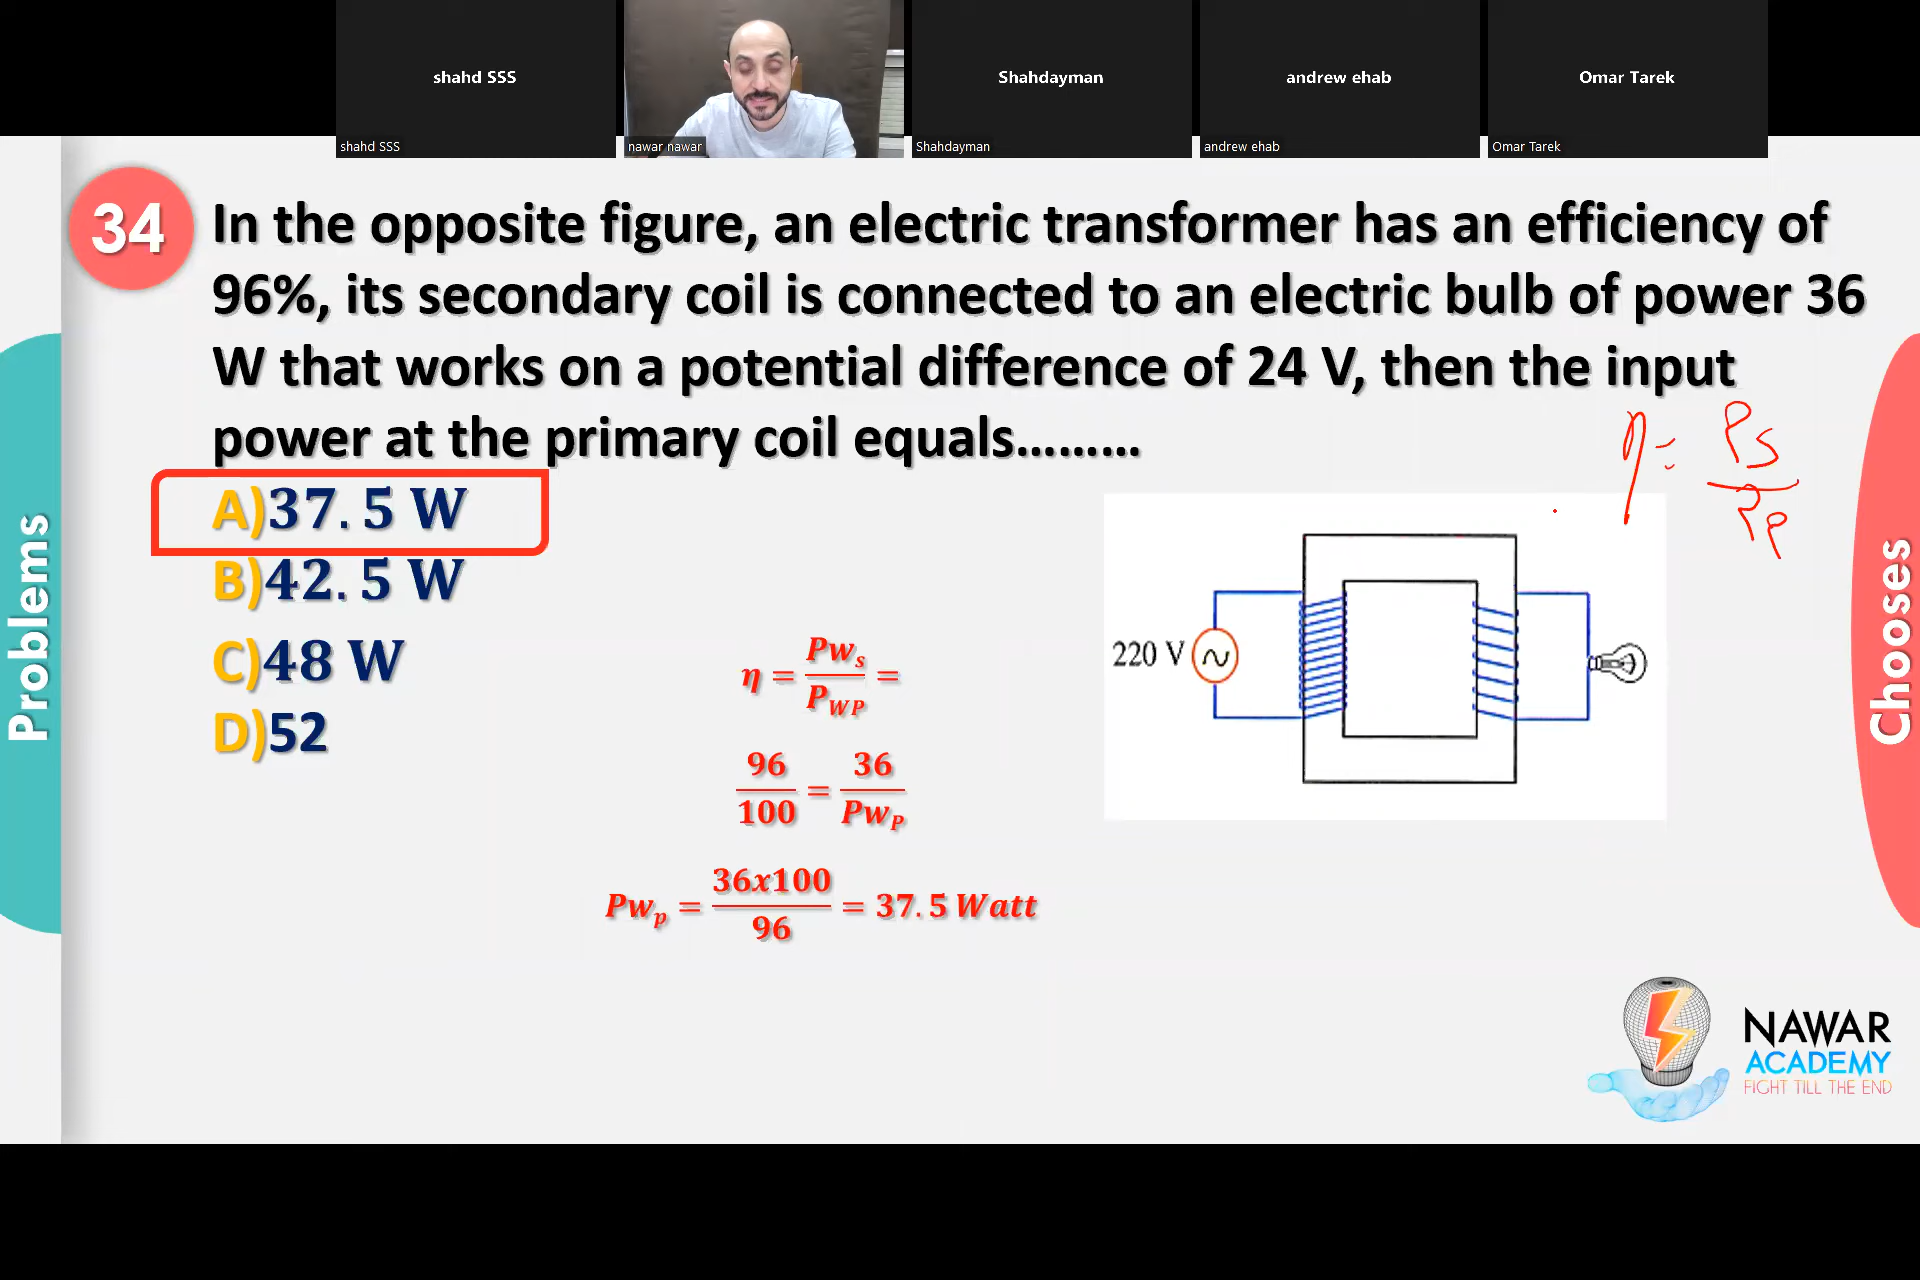 shahd SSS
Shahdayman
andrew ehab
Omar Tarek
shahd SSS
nawar nawar
Shahdayman
andrew ehab
Omar Tarek
34
In the opposite figure, an electric transformer has an efficiency of
96%, its secondary coil is connected to an electric bulb of power 36
W that works on a potential difference of 24 V, then the input
power at the primary coil equals.........
A)37.5 W
B)42.5 W
C)48 W
D)52
η = Pw_s / P_WP =
96/100 = 36/Pw_P
Pw_p = 36x100/96 = 37.5 Watt
η = Ps / Pp
220 V
Problems
Chooses
NAWAR
ACADEMY
FIGHT TILL THE END